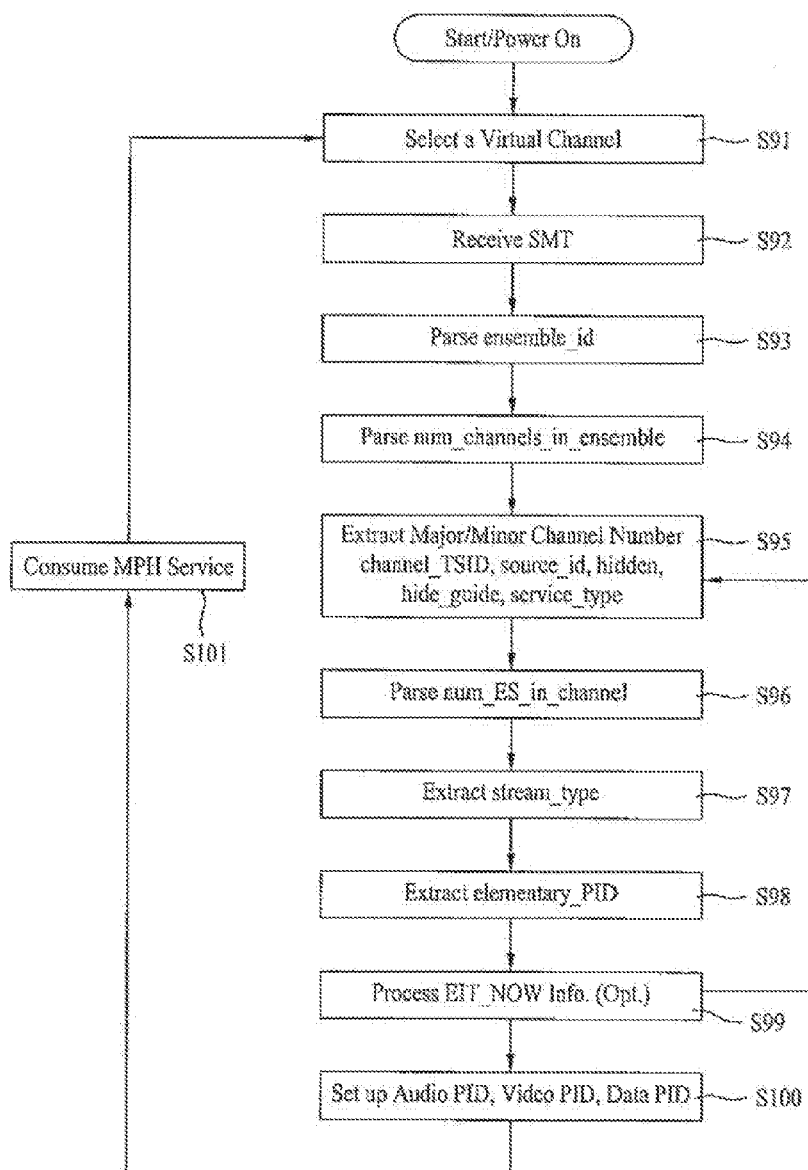 Start/Power On
Select a Virtual Channel
S91
Receive SMT
S92
Parse ensemble_id
S93
Parse num_channels_in_ensemble
S94
Extract Major/Minor Channel Number
channel_TSID, source_id, hidden,
hide_guide, service_type
S95
Consume MPH Service
S101
Parse num_ES_in_channel
S96
Extract stream_type
S97
Extract elementary_PID
S98
Process EIT_NOW Info. (Opt.)
S99
Set up Audio PID, Video PID, Data PID
S100